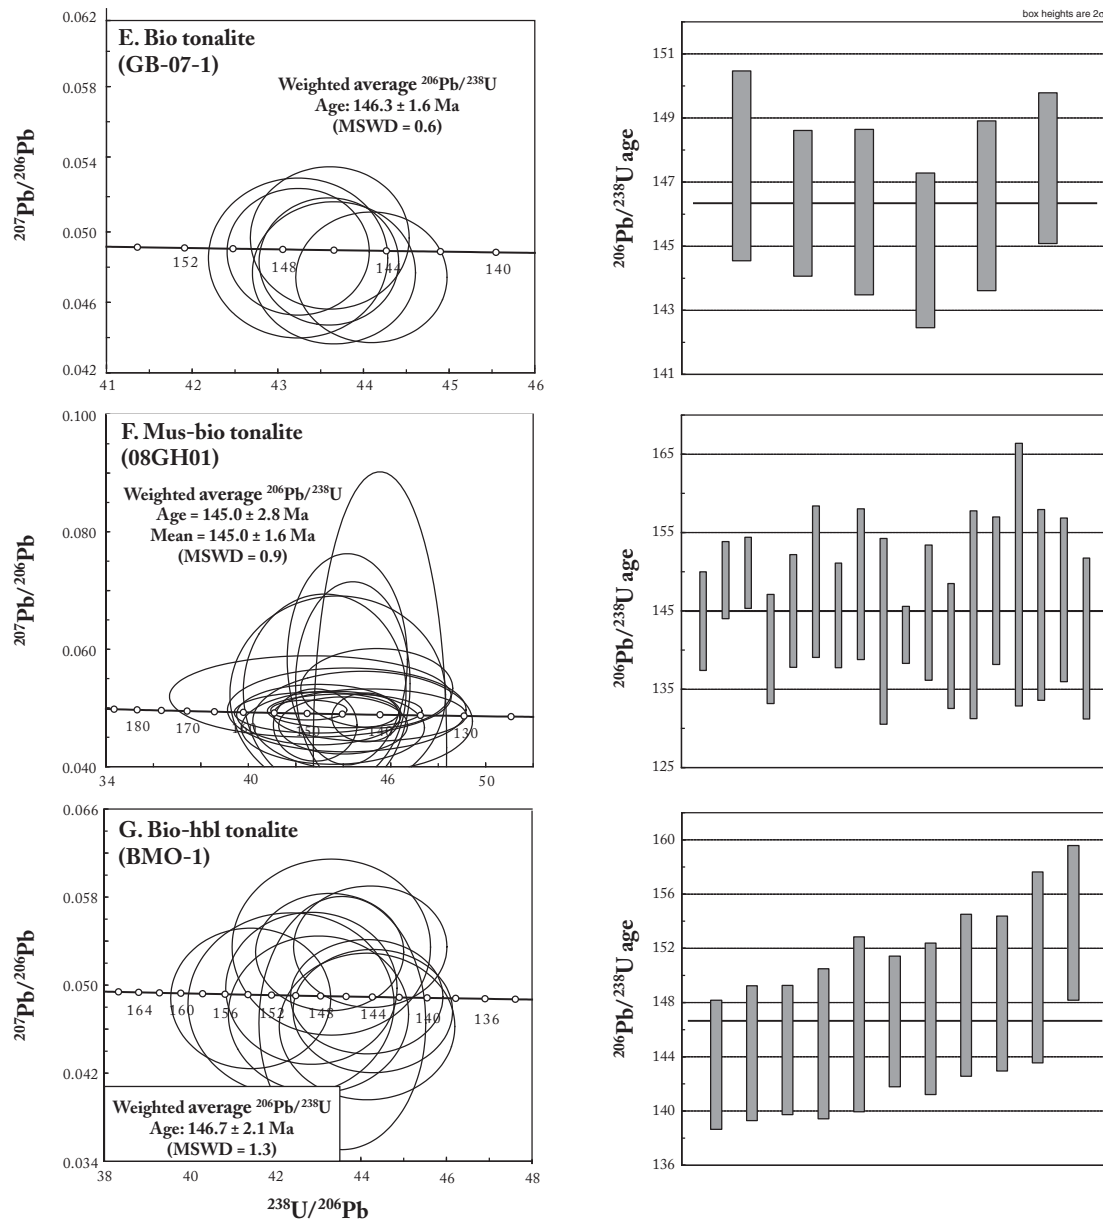 box heights are 2σ
E. Bio tonalite
(GB-07-1)
Weighted average ²⁰⁶Pb/²³⁸U
Age: 146.3 ± 1.6 Ma
(MSWD = 0.6)
²⁰⁷Pb/²⁰⁶Pb
0.062
0.058
0.054
0.050
0.046
0.042
152
148
144
140
41
42
43
44
45
46
²⁰⁶Pb/²³⁸U age
151
149
147
145
143
141
F. Mus-bio tonalite
(08GH01)
Weighted average ²⁰⁶Pb/²³⁸U
Age = 145.0 ± 2.8 Ma
Mean = 145.0 ± 1.6 Ma
(MSWD = 0.9)
²⁰⁷Pb/²⁰⁶Pb
0.100
0.080
0.060
0.040
180
170
160
150
140
130
34
40
46
50
²⁰⁶Pb/²³⁸U age
165
155
145
135
125
G. Bio-hbl tonalite
(BMO-1)
²⁰⁷Pb/²⁰⁶Pb
0.066
0.058
0.050
0.042
0.034
164
160
156
152
148
144
140
136
Weighted average ²⁰⁶Pb/²³⁸U
Age: 146.7 ± 2.1 Ma
(MSWD = 1.3)
38
40
42
44
46
48
²³⁸U/²⁰⁶Pb
²⁰⁶Pb/²³⁸U age
160
156
152
148
144
140
136